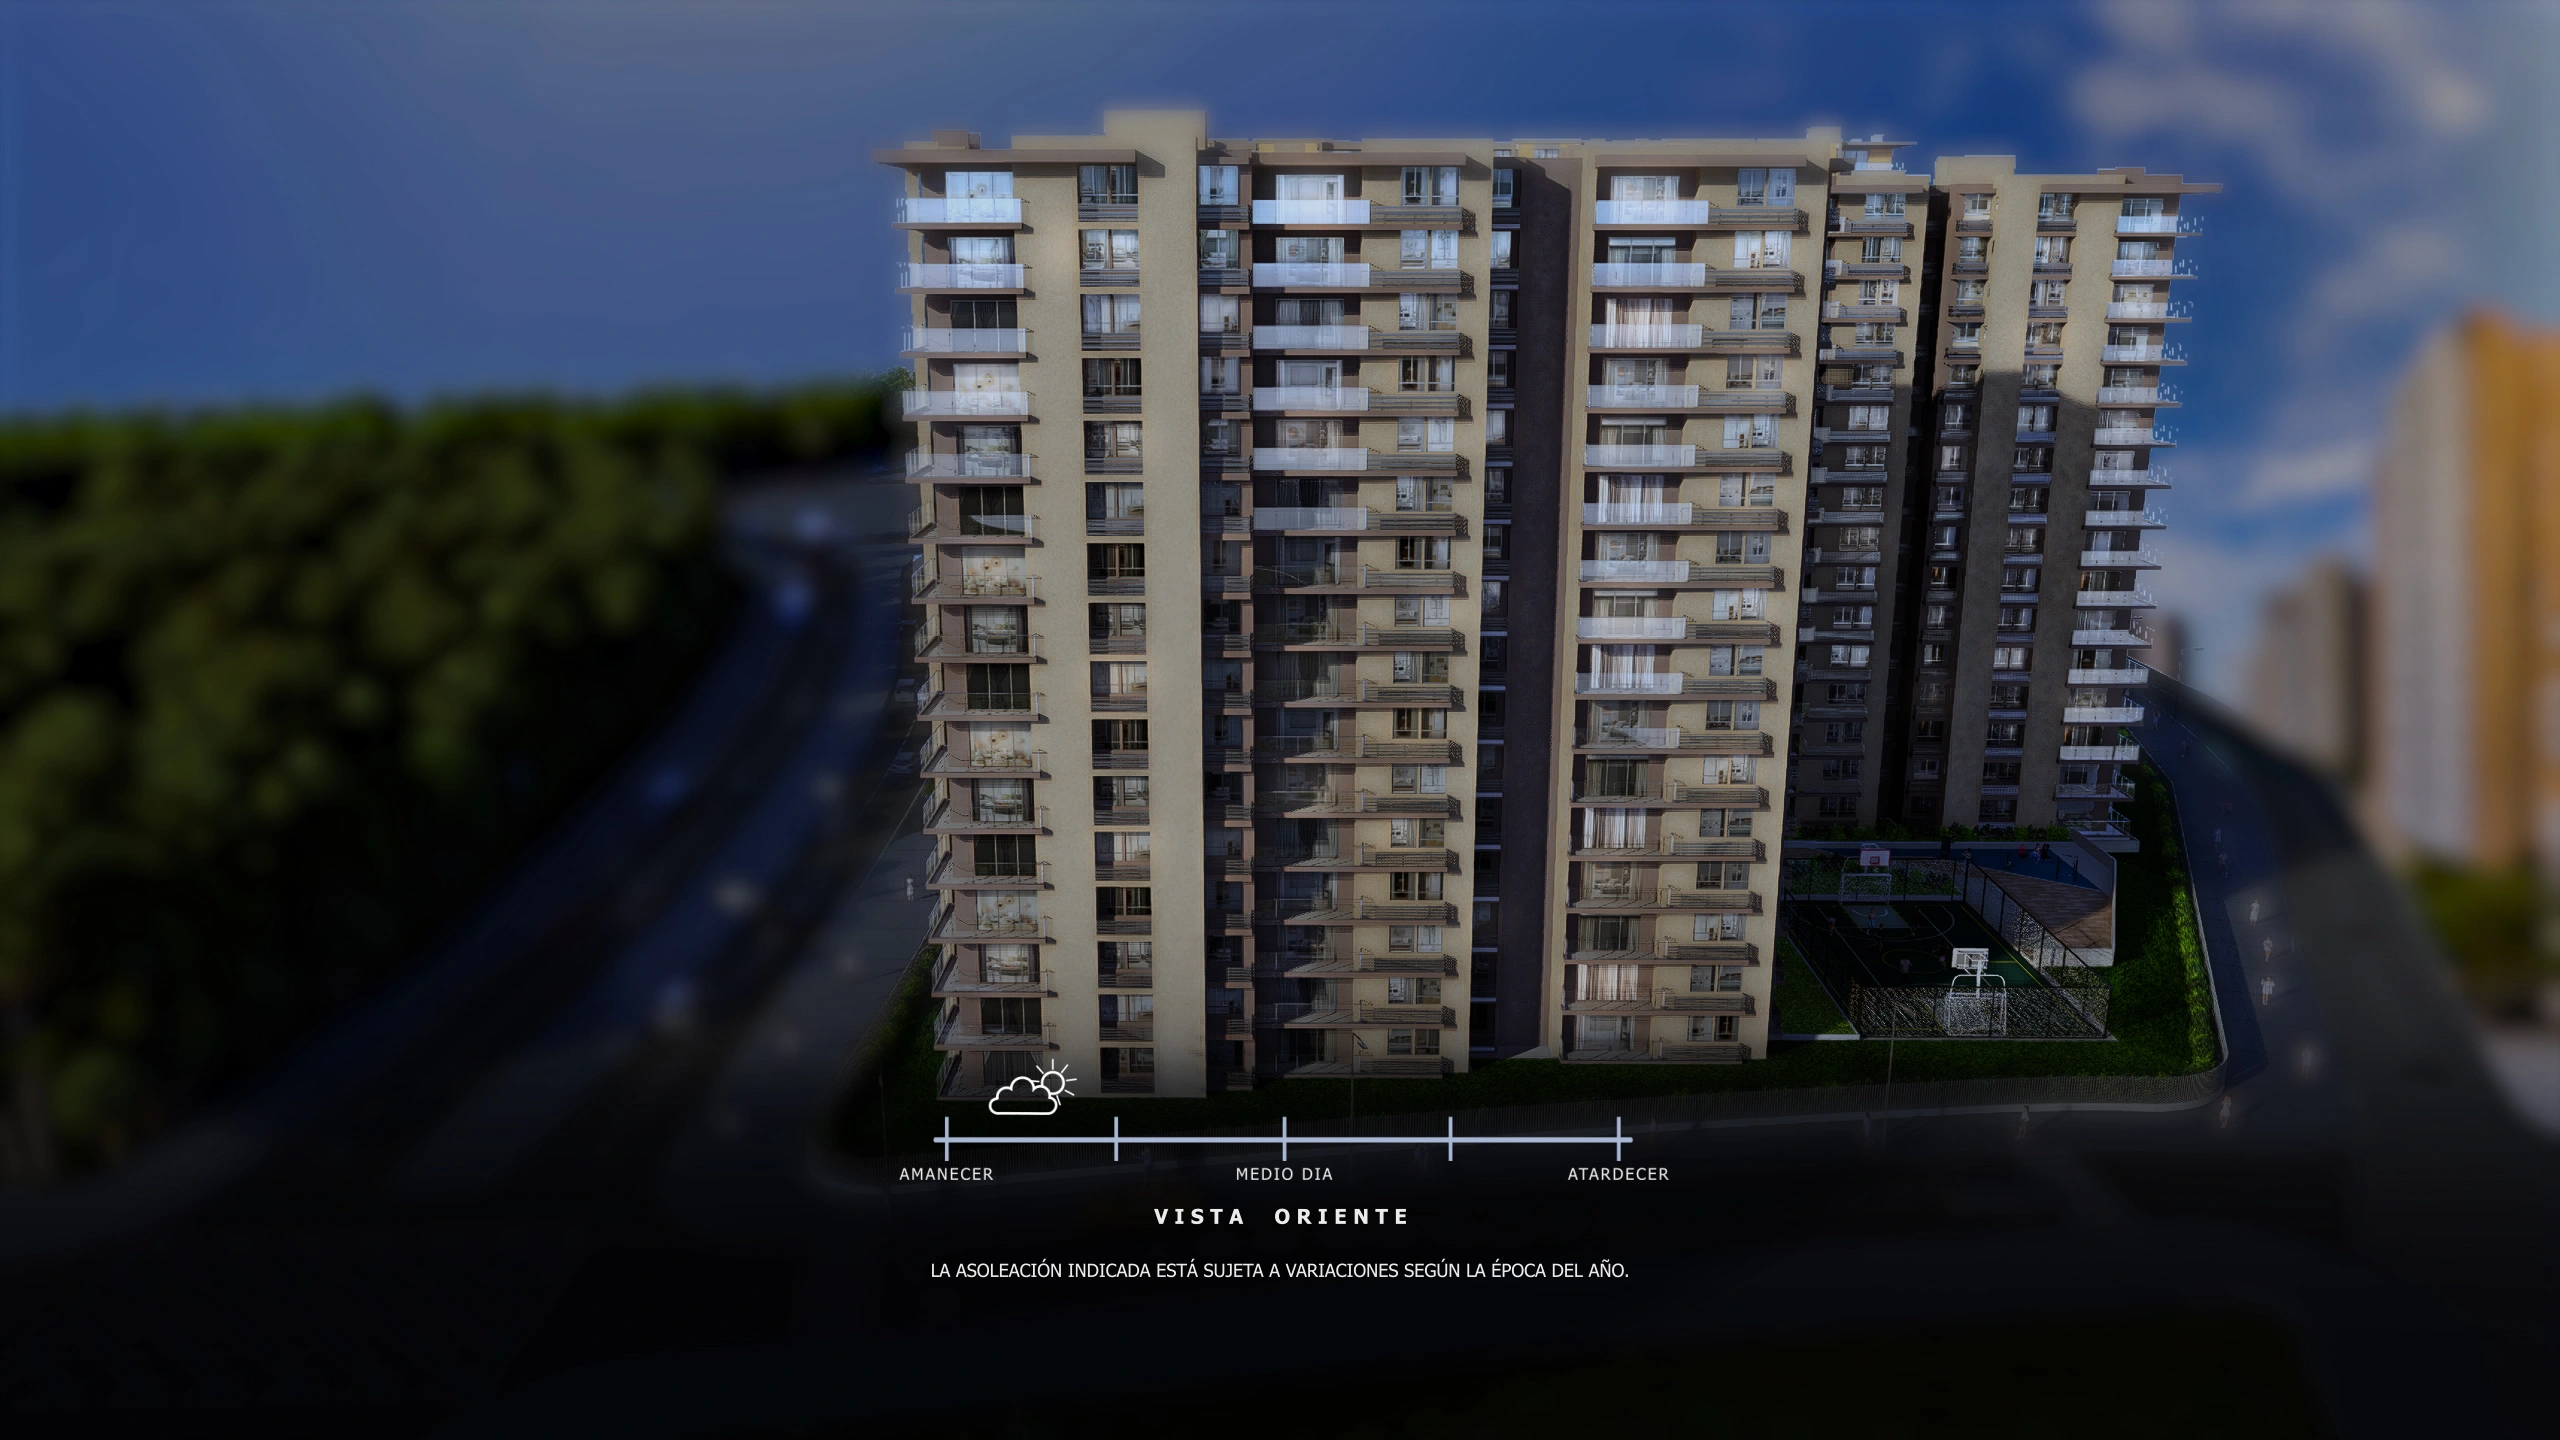 AMANECER MEDIO DIA ATARDECER
VISTA ORIENTE
LA ASOLEACIÓN INDICADA ESTÁ SUJETA A VARIACIONES SEGÚN LA ÉPOCA DEL AÑO.